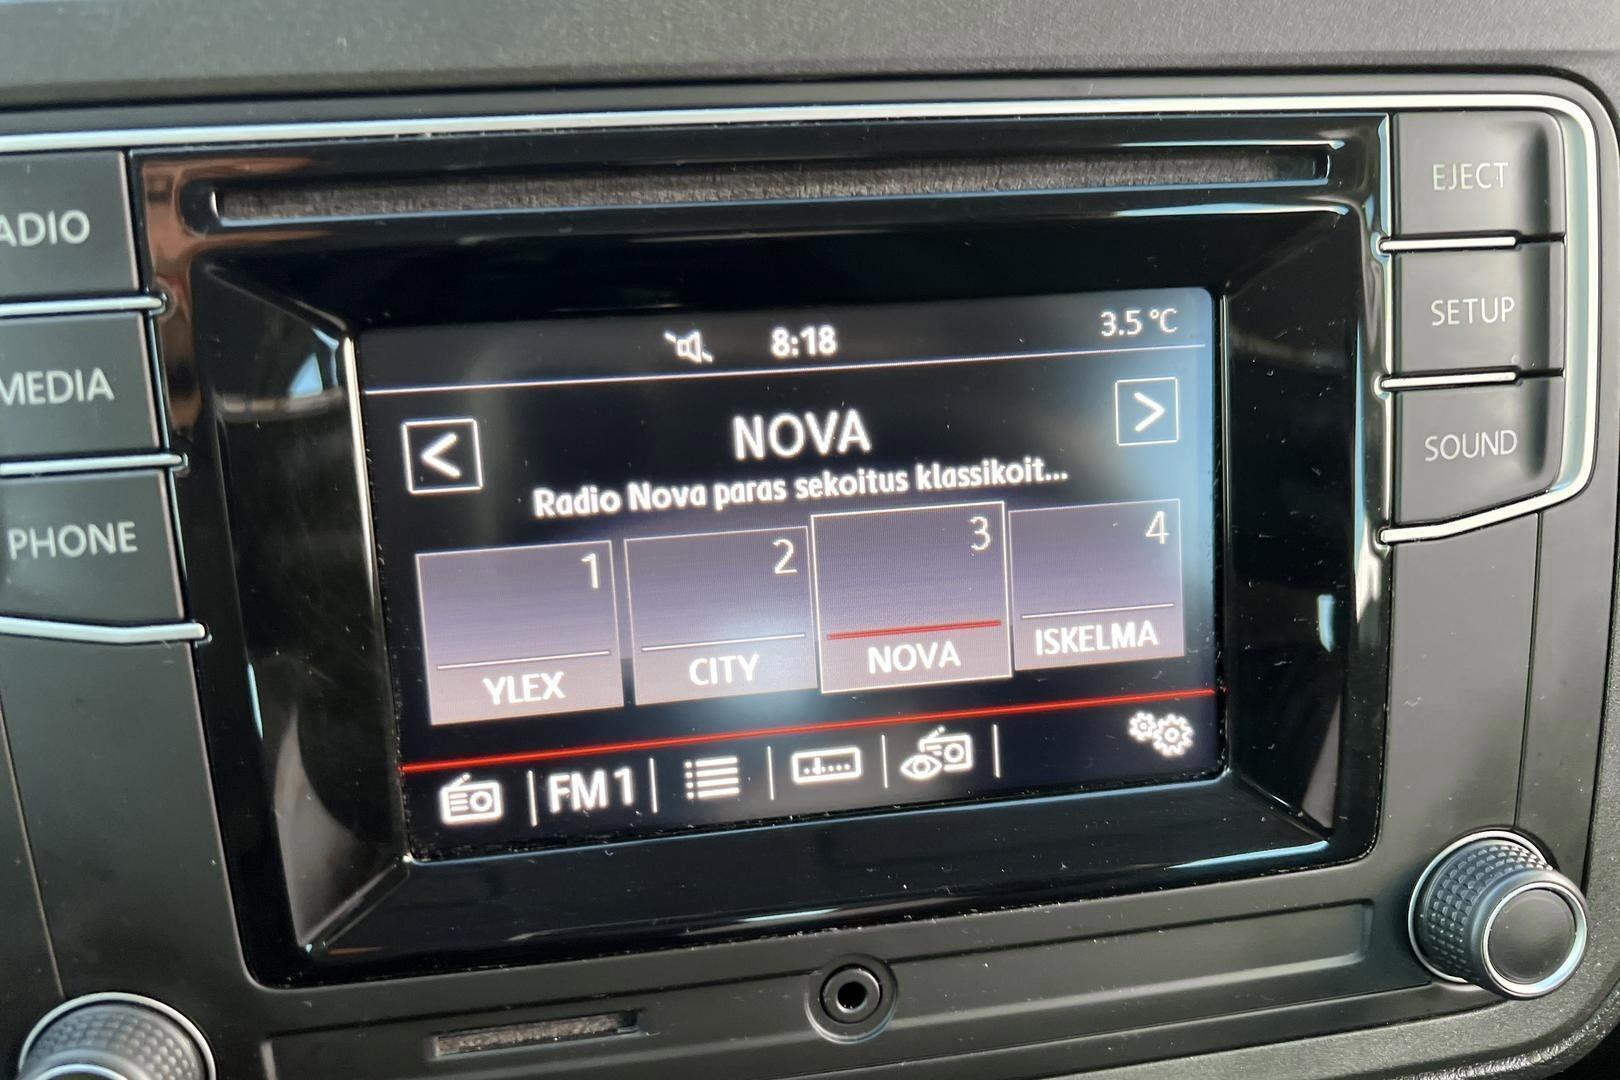 ADIO
MEDIA
PHONE
EJECT
SETUP
SOUND
8:18
3.5 °C
<
NOVA
>
Radio Nova paras sekoitus klassikoit...
1
2
3
4
YLEX
CITY
NOVA
ISKELMA
FM1